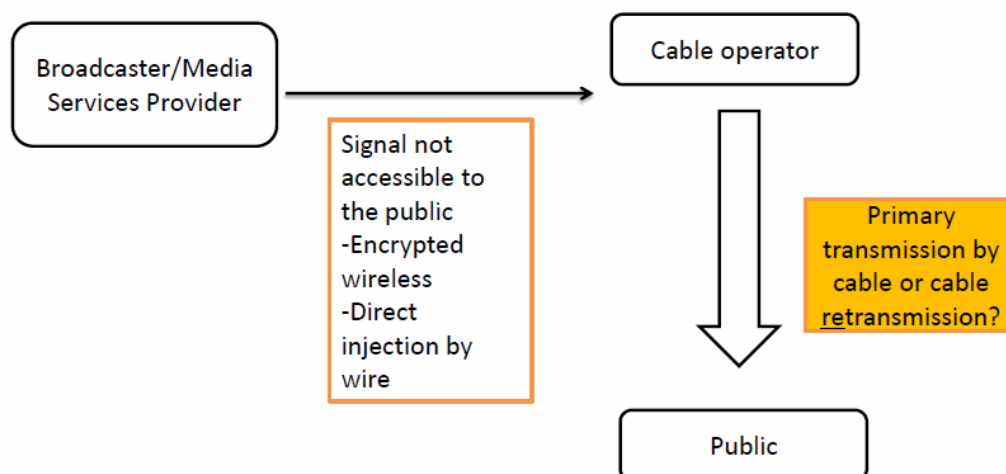 Broadcaster/Media
Services Provider
Cable operator
Signal not
accessible to
the public
-Encrypted
wireless
-Direct
injection by
wire
Primary
transmission by
cable or cable
retransmission?
Public